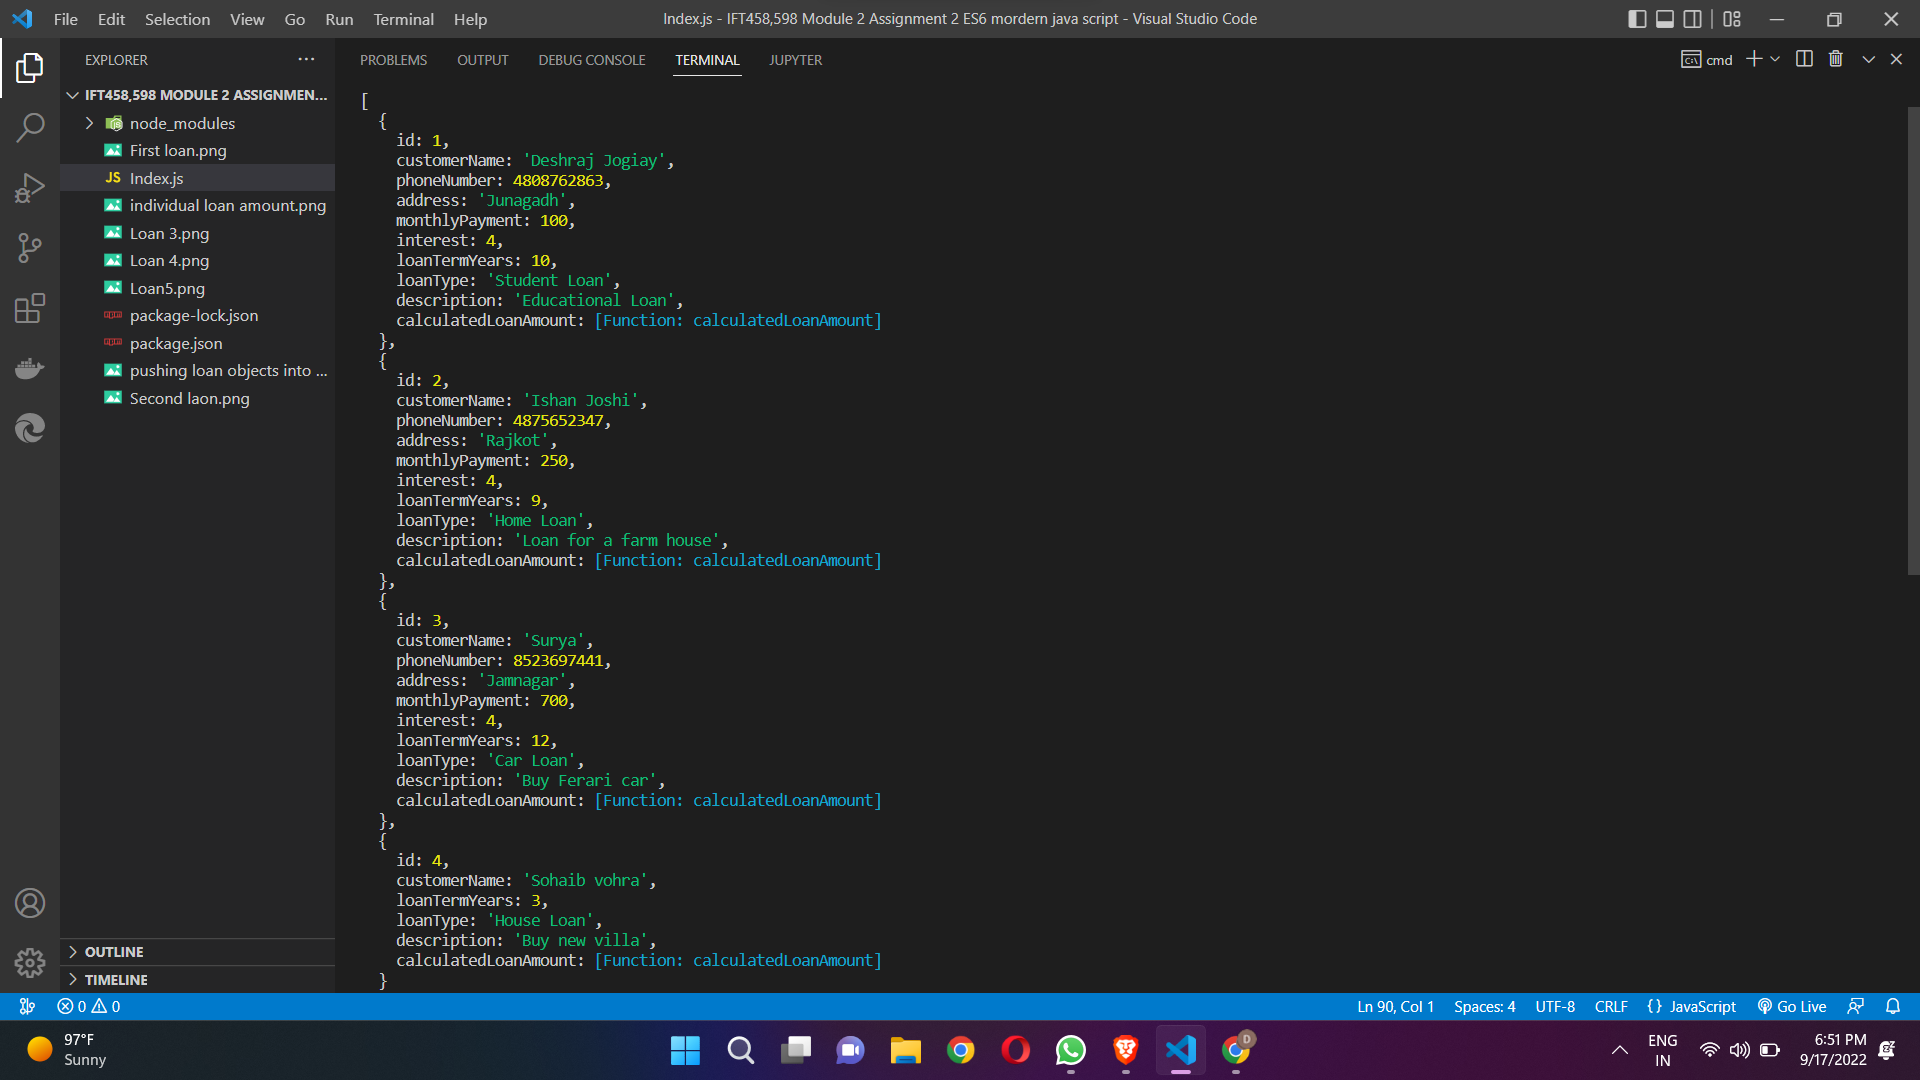 File Edit Selection View Go Run Terminal Help
Index.js - IFT458,598 Module 2 Assignment 2 ES6 mordern java script - Visual Studio Code
EXPLORER
IFT458,598 MODULE 2 ASSIGNMEN...
node_modules
First loan.png
JS Index.js
individual loan amount.png
Loan 3.png
Loan 4.png
Loan5.png
package-lock.json
package.json
pushing loan objects into ...
Second laon.png
OUTLINE
TIMELINE
PROBLEMS OUTPUT DEBUG CONSOLE TERMINAL JUPYTER
cmd
[
{
id: 1,
customerName: 'Deshraj Jogiay',
phoneNumber: 4808762863,
address: 'Junagadh',
monthlyPayment: 100,
interest: 4,
loanTermYears: 10,
loanType: 'Student Loan',
description: 'Educational Loan',
calculatedLoanAmount: [Function: calculatedLoanAmount]
},
{
id: 2,
customerName: 'Ishan Joshi',
phoneNumber: 4875652347,
address: 'Rajkot',
monthlyPayment: 250,
interest: 4,
loanTermYears: 9,
loanType: 'Home Loan',
description: 'Loan for a farm house',
calculatedLoanAmount: [Function: calculatedLoanAmount]
},
{
id: 3,
customerName: 'Surya',
phoneNumber: 8523697441,
address: 'Jamnagar',
monthlyPayment: 700,
interest: 4,
loanTermYears: 12,
loanType: 'Car Loan',
description: 'Buy Ferari car',
calculatedLoanAmount: [Function: calculatedLoanAmount]
},
{
id: 4,
customerName: 'Sohaib vohra',
loanTermYears: 3,
loanType: 'House Loan',
description: 'Buy new villa',
calculatedLoanAmount: [Function: calculatedLoanAmount]
}
0 0
Ln 90, Col 1 Spaces: 4 UTF-8 CRLF {} JavaScript Go Live
97°F
Sunny
D
ENG
IN
6:51 PM
9/17/2022